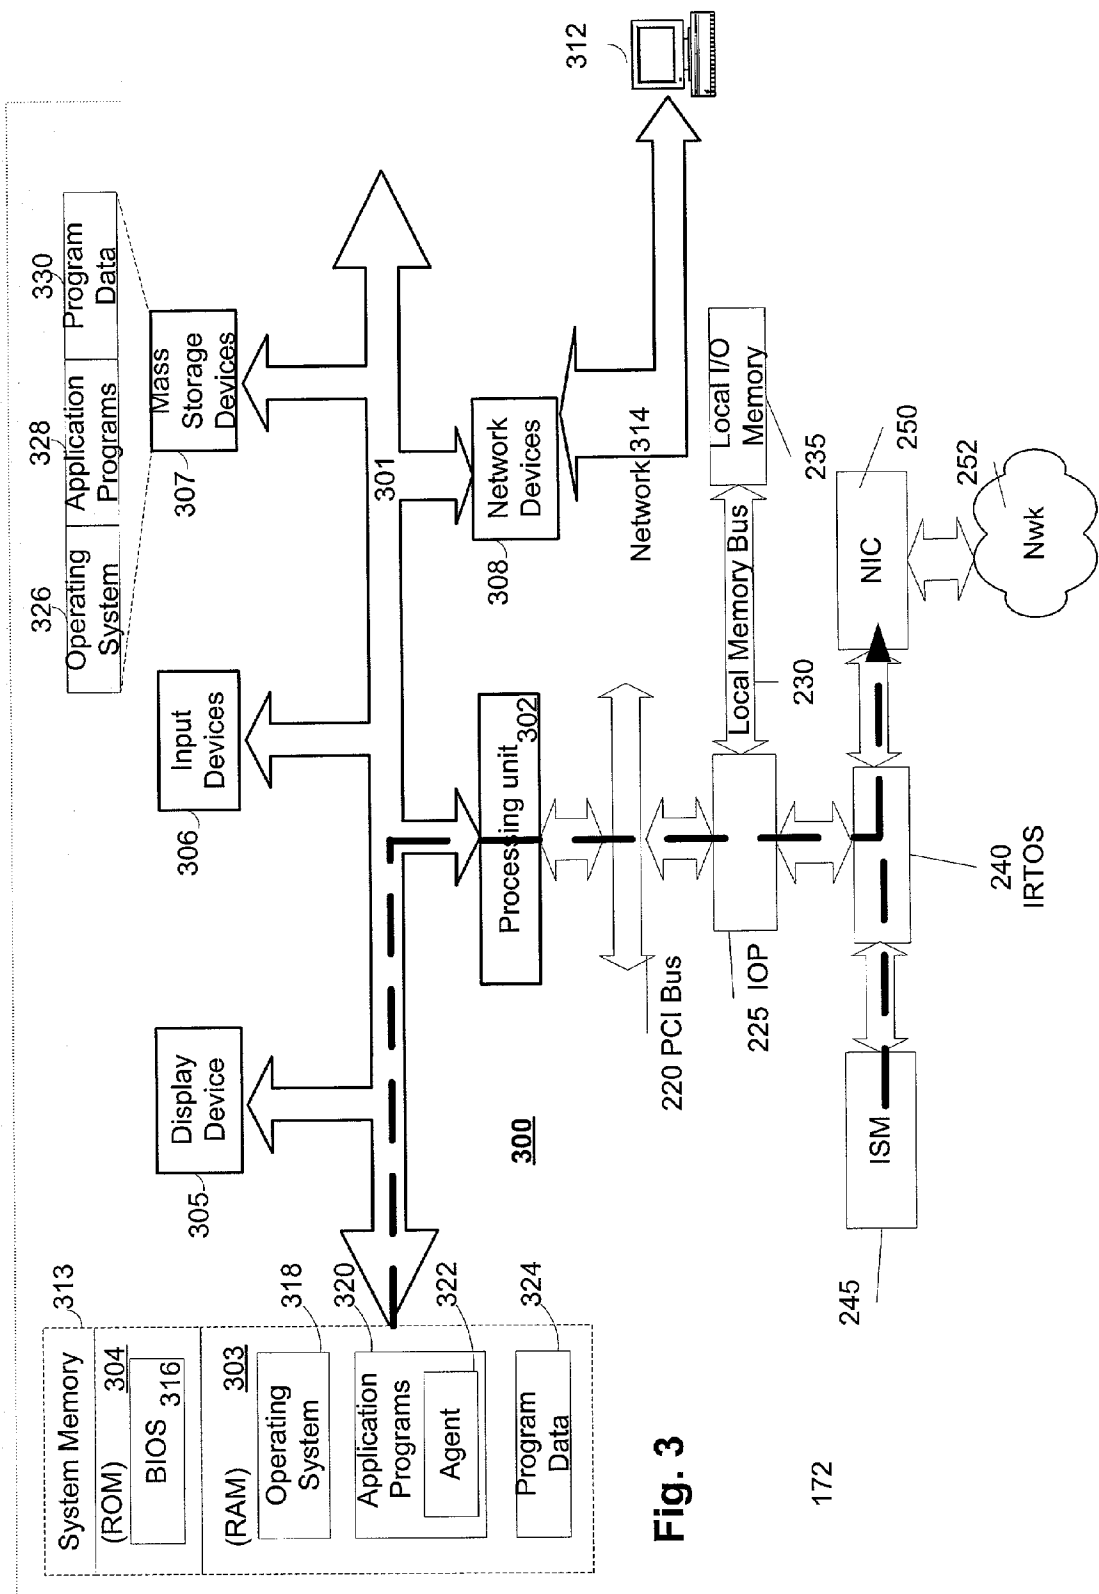 System Memory
313
(ROM)
304
BIOS
316
(RAM)
303
Operating
System
318
Application
Programs
320
Agent
322
Program
Data
324
Display
Device
305
Input
Devices
306
326
328
330
Operating
System
Application
Programs
Program
Data
Mass
Storage
Devices
307
301
Network
Devices
308
Network 314
312
Processing unit
302
300
220 PCI Bus
225 IOP
Local Memory Bus
230
Local I/O
Memory
235
240
IRTOS
ISM
245
NIC
250
Nwk
252
Fig. 3
172